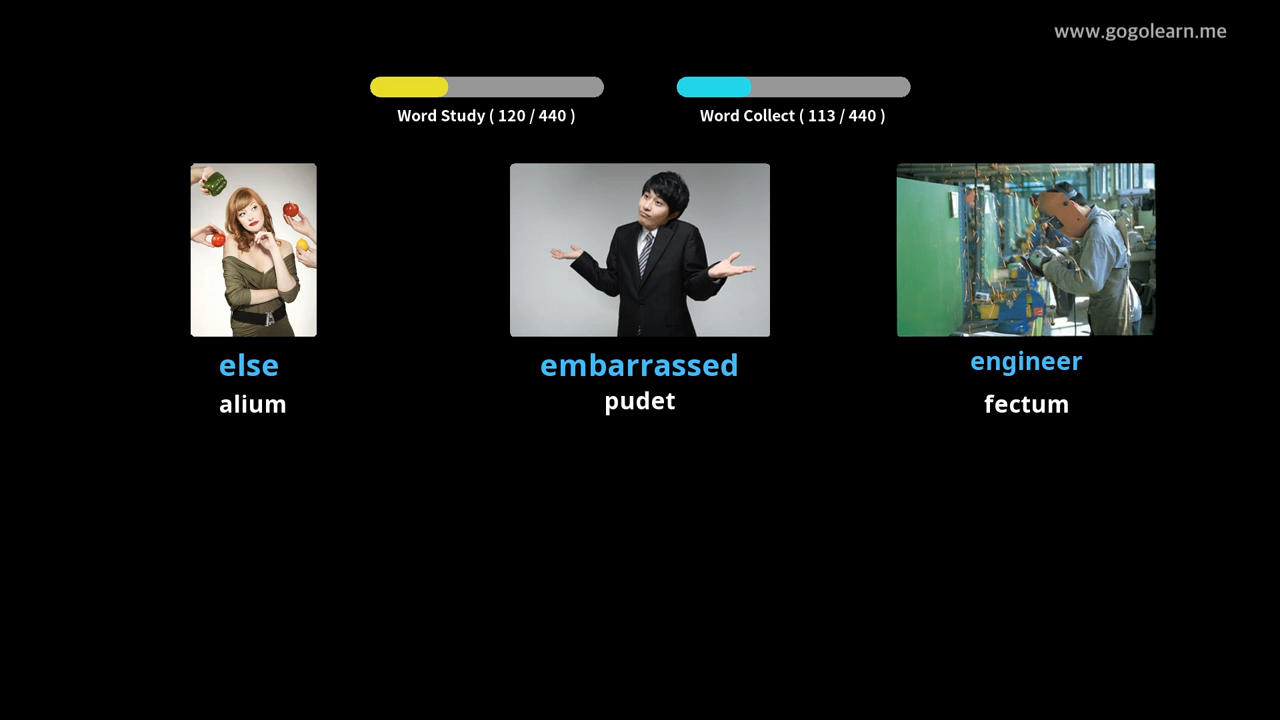 www.gogolearn.me
Word Study ( 120 / 440 )
Word Collect ( 113 / 440 )
else
alium
embarrassed
pudet
engineer
fectum